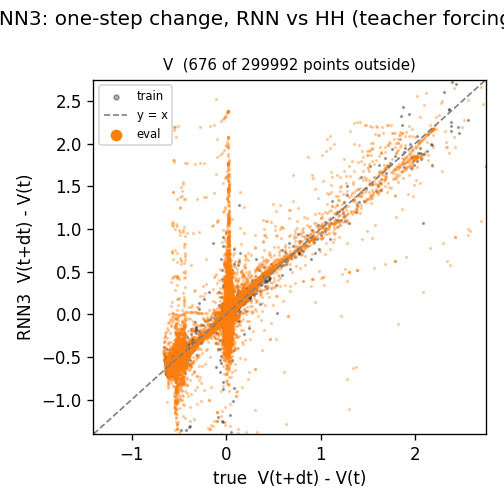 NN3: one-step change, RNN vs HH (teacher forcing
V  (676 of 299992 points outside)
train
y = x
eval
2.5
2.0
1.5
1.0
0.5
0.0
−0.5
−1.0
RNN3  V(t+dt) - V(t)
−1 0 1 2
true  V(t+dt) - V(t)